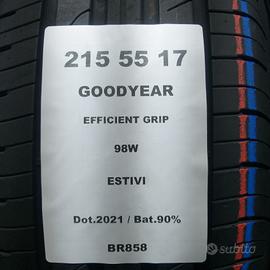 215 55 17
GOODYEAR
EFFICIENT GRIP
98W
ESTIVI
Dot.2021 / Bat.90%
BR858
subito